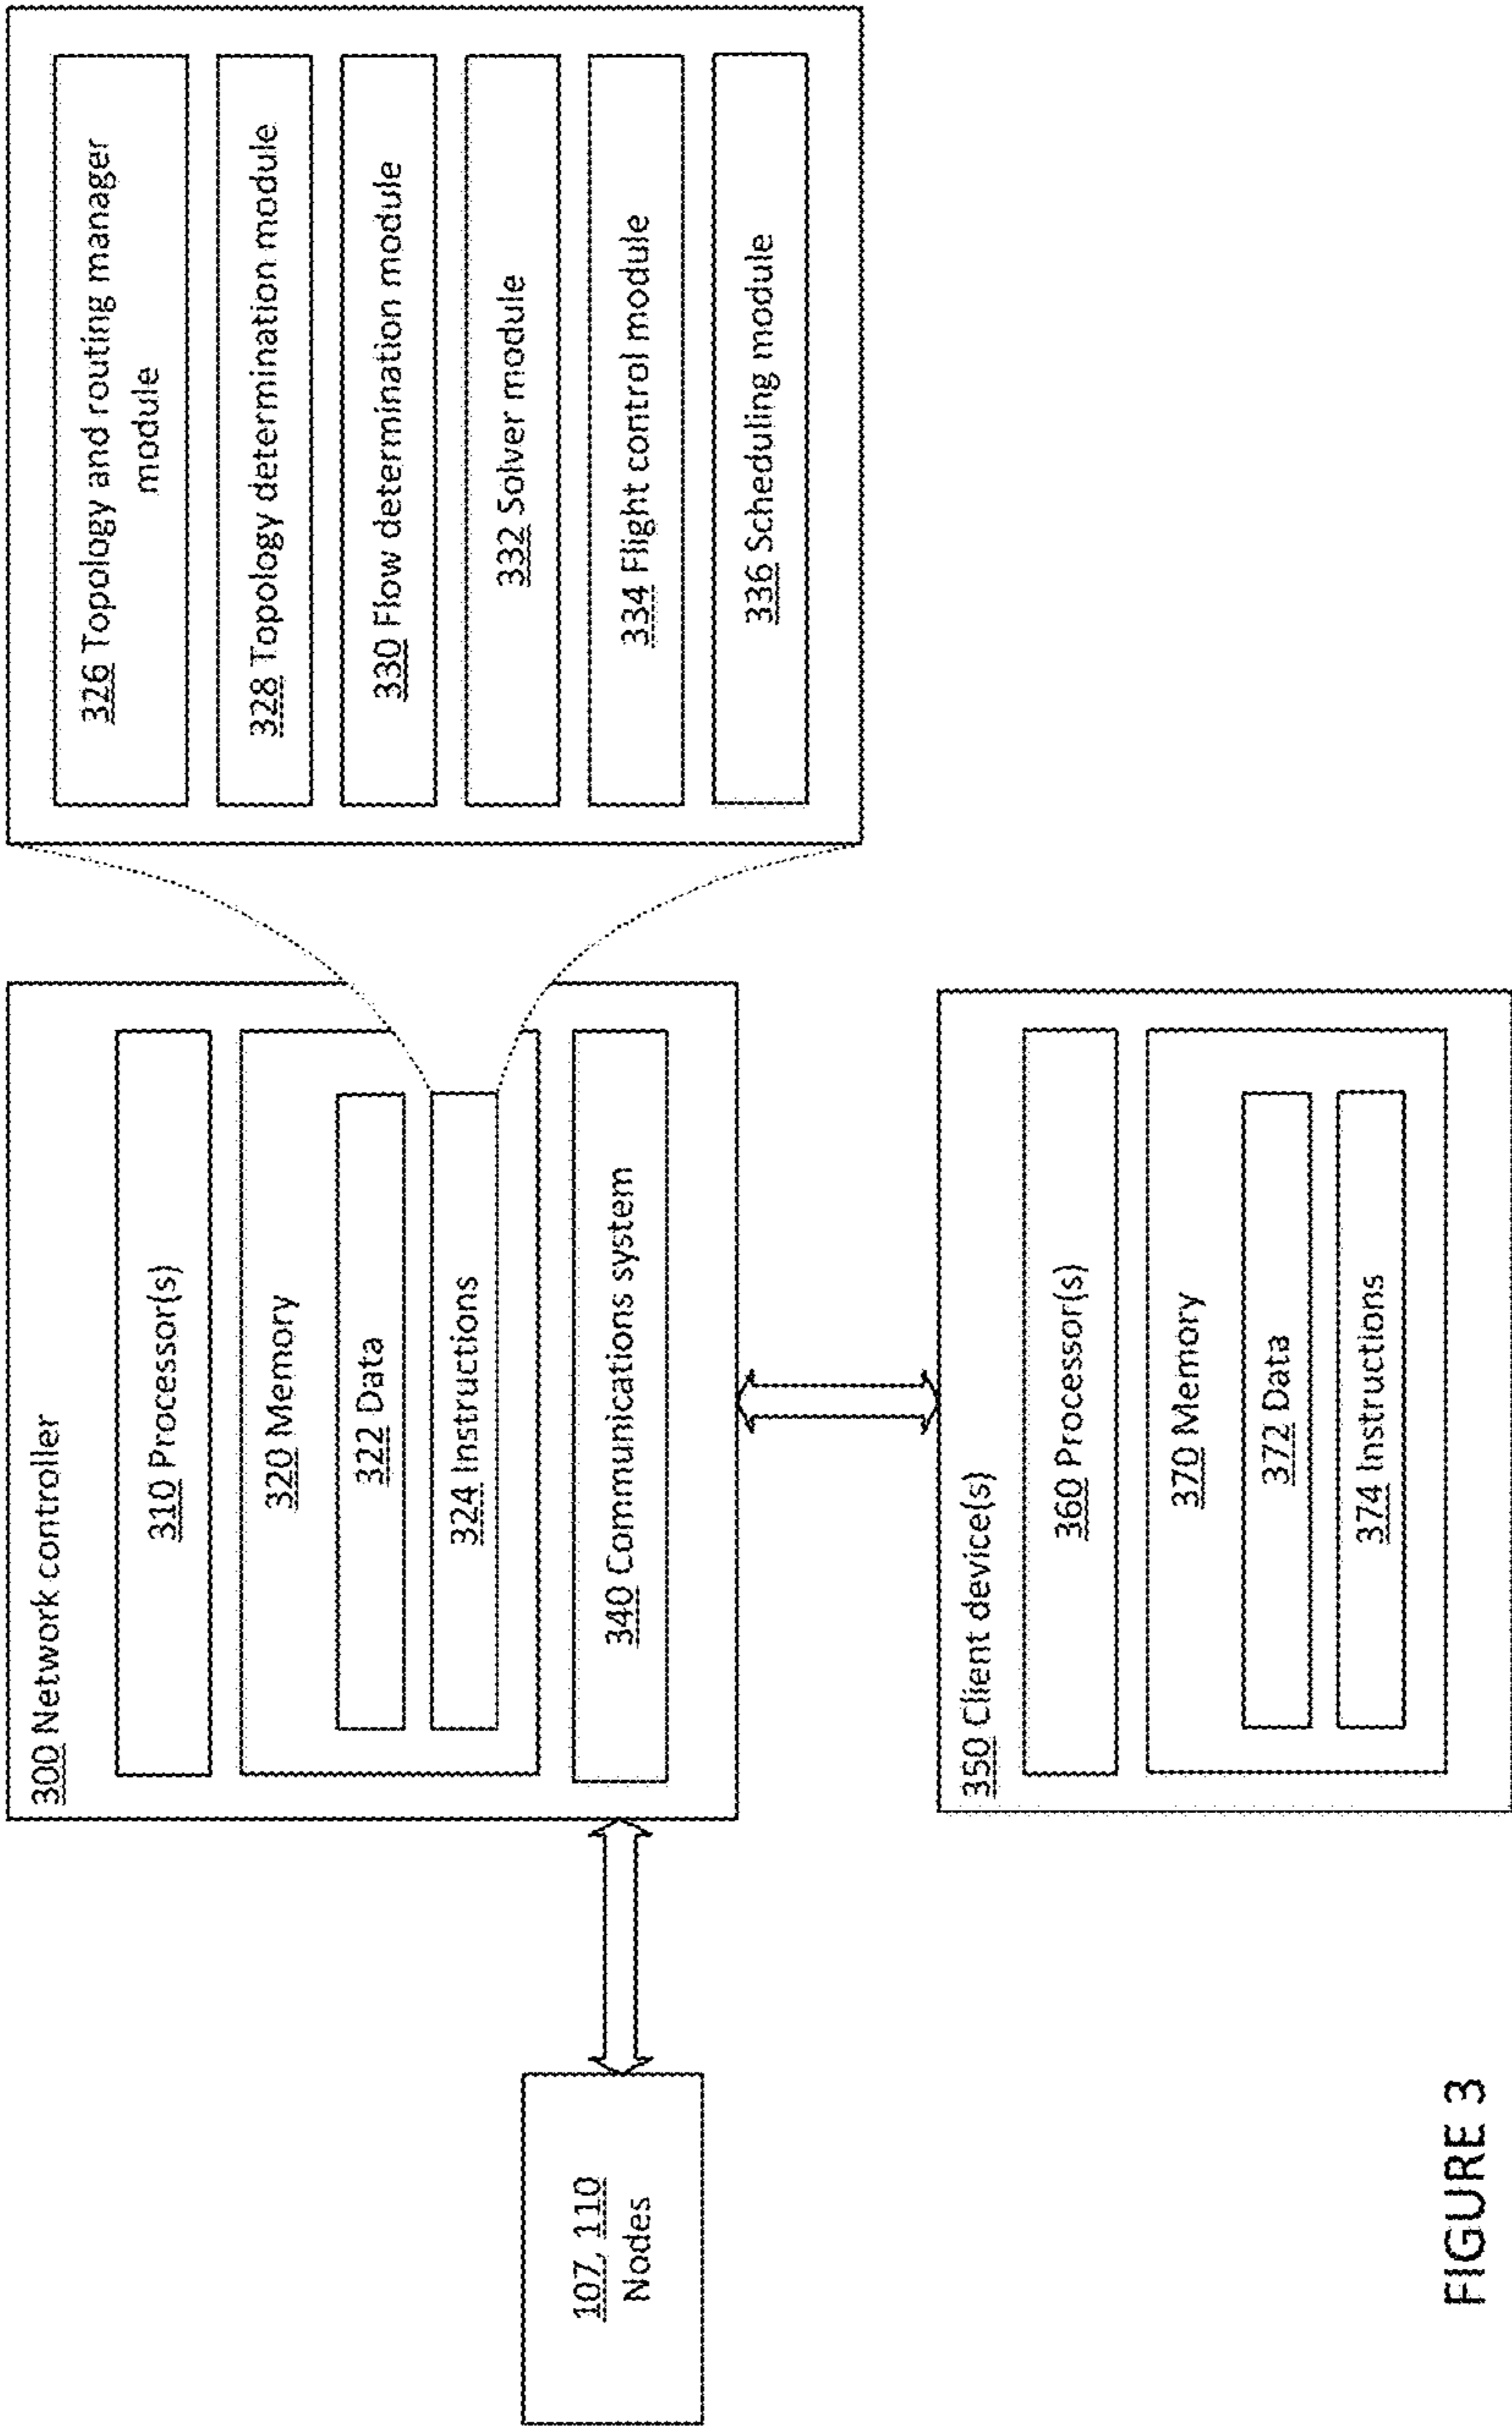 300 Network controller
310 Processor(s)
320 Memory
322 Data
324 Instructions
340 Communications system
326 Topology and routing manager
module
328 Topology determination module
330 Flow determination module
332 Solver module
334 Flight control module
336 Scheduling module
107, 110
Nodes
350 Client device(s)
360 Processor(s)
370 Memory
372 Data
374 Instructions
FIGURE 3